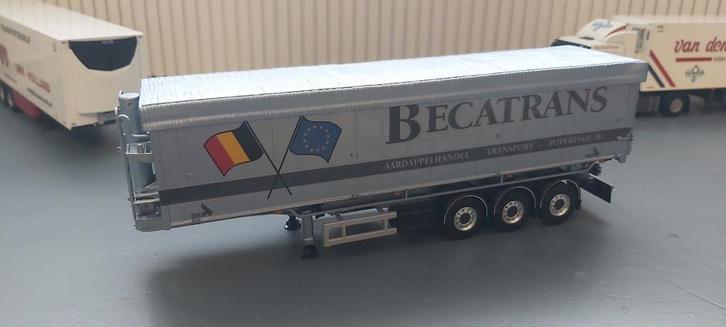 BECATRANS
AARDAPPELHANDEL - TRANSPORT - POPERINGE (B)
van den